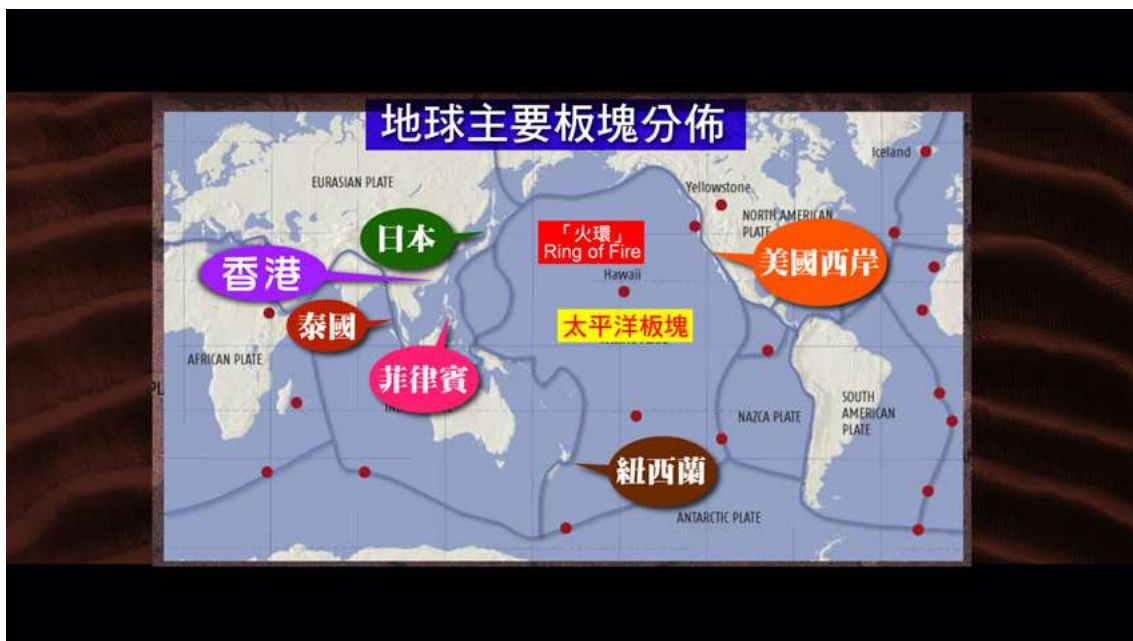 地球主要板塊分佈
Iceland
EURASIAN PLATE
Yellowstone
NORTH AMERICAN
PLATE
日本
「火環」
Ring of Fire
美國西岸
香港
Hawaii
泰國
太平洋板塊
AFRICAN PLATE
菲律賓
SOUTH
AMERICAN
PLATE
NAZCA PLATE
紐西蘭
ANTARCTIC PLATE